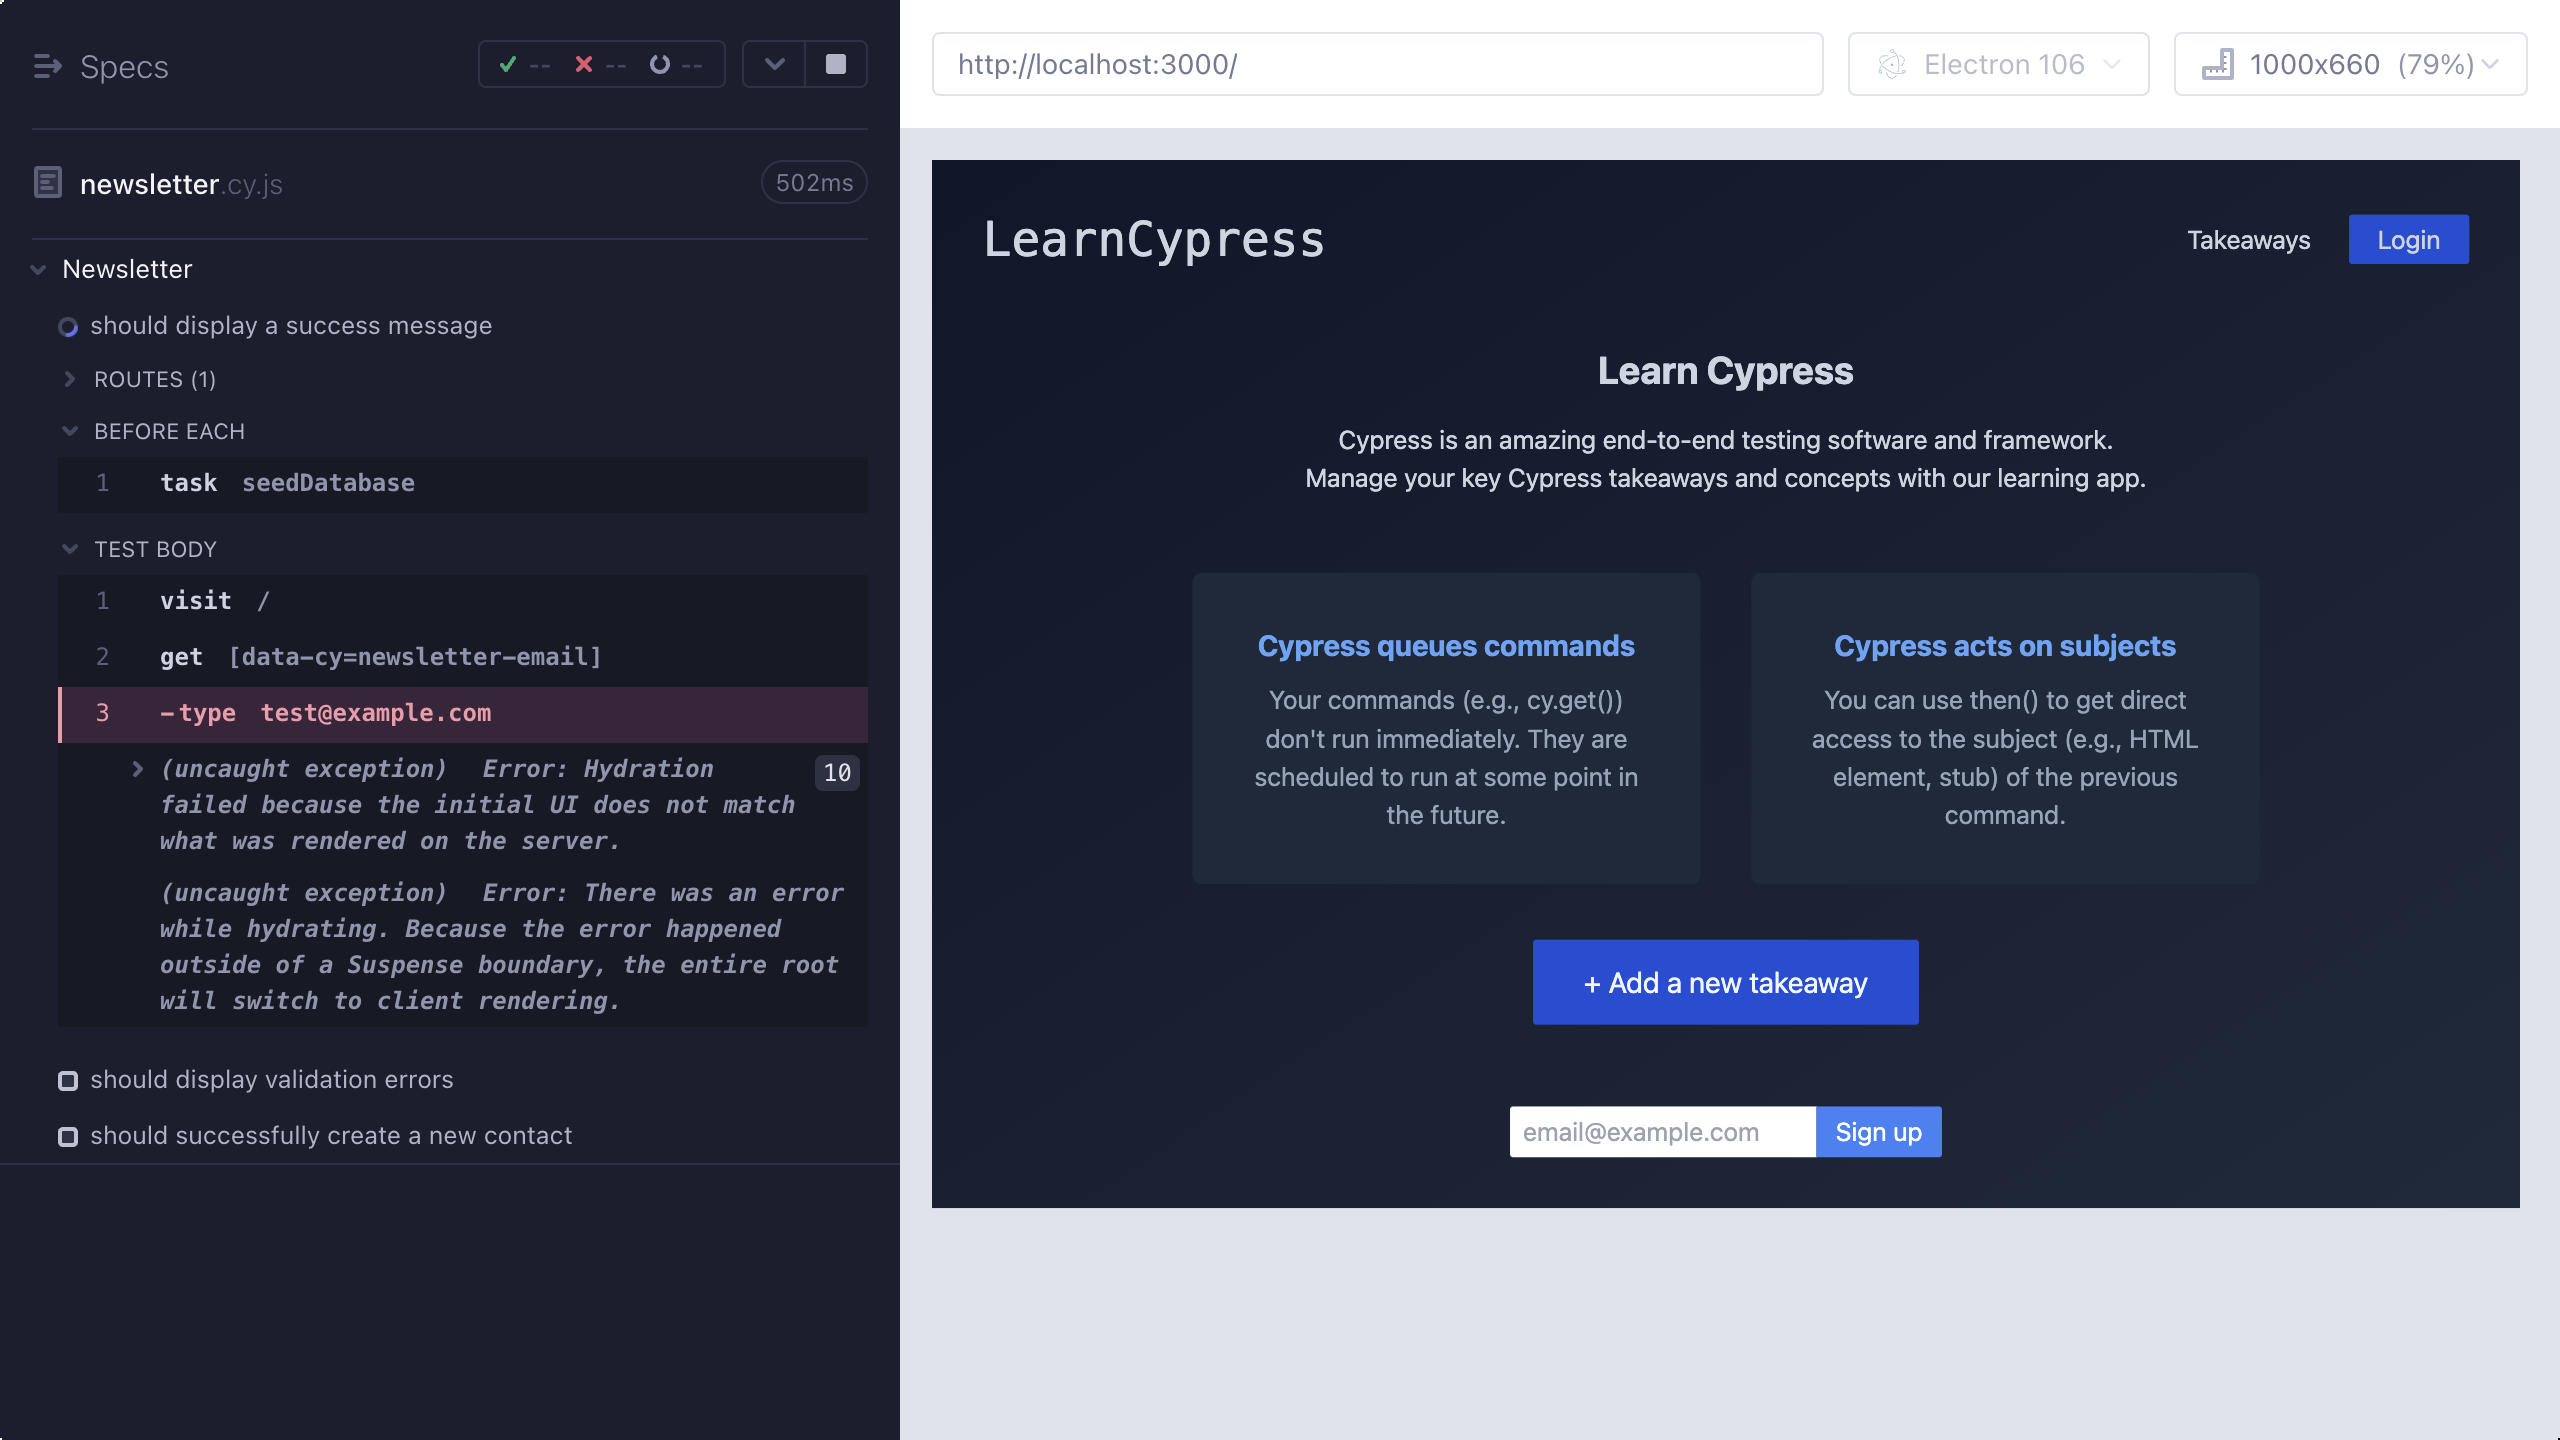 Specs
--
--
--
newsletter.cy.js
502ms
Newsletter
should display a success message
ROUTES (1)
BEFORE EACH
1 task seedDatabase
TEST BODY
1 visit /
2 get [data-cy=newsletter-email]
3 -type test@example.com
(uncaught exception) Error: Hydration
failed because the initial UI does not match
what was rendered on the server.
10
(uncaught exception) Error: There was an error
while hydrating. Because the error happened
outside of a Suspense boundary, the entire root
will switch to client rendering.
should display validation errors
should successfully create a new contact
http://localhost:3000/
Electron 106
1000x660 (79%)
LearnCypress
Takeaways
Login
Learn Cypress
Cypress is an amazing end-to-end testing software and framework.
Manage your key Cypress takeaways and concepts with our learning app.
Cypress queues commands
Your commands (e.g., cy.get())
don't run immediately. They are
scheduled to run at some point in
the future.
Cypress acts on subjects
You can use then() to get direct
access to the subject (e.g., HTML
element, stub) of the previous
command.
+ Add a new takeaway
email@example.com
Sign up